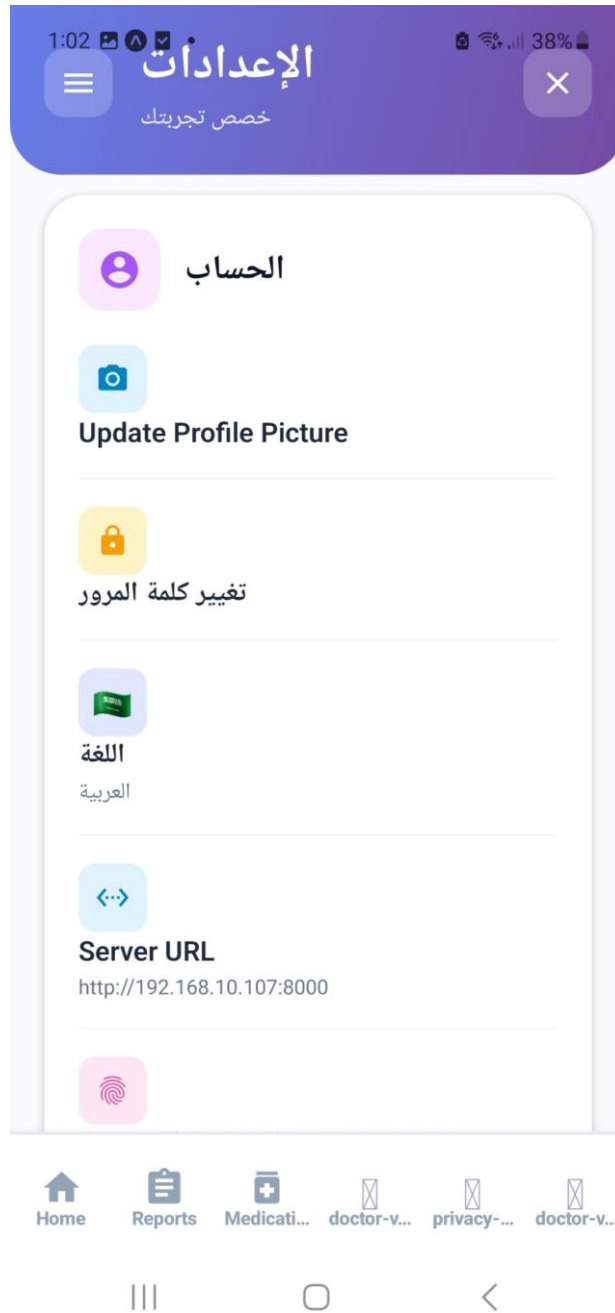 1:02
38%
الإعدادات
خصص تجربتك
الحساب
Update Profile Picture
تغيير كلمة المرور
اللغة
العربية
Server URL
http://192.168.10.107:8000
Home Reports Medicati... doctor-v... privacy-... doctor-v...